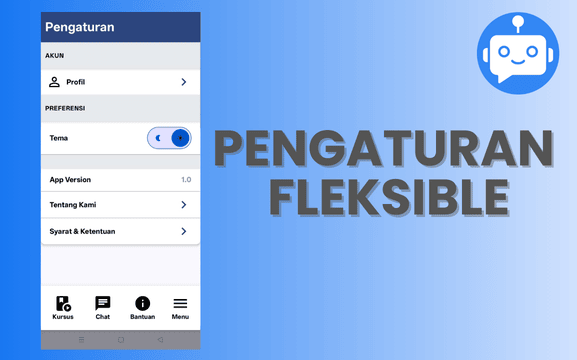 Pengaturan
AKUN
Profil
PREFERENSI
Tema
App Version 1.0
Tentang Kami
Syarat & Ketentuan
Kursus Chat Bantuan Menu
PENGATURAN
FLEKSIBLE